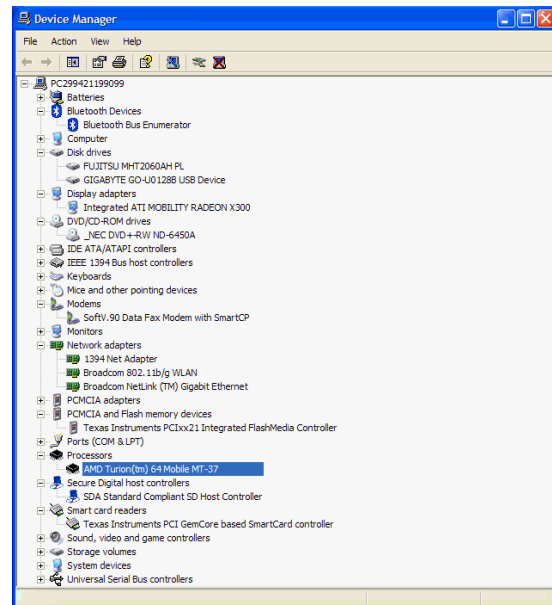 Device Manager
File Action View Help
PC299421199099
Batteries
Bluetooth Devices
Bluetooth Bus Enumerator
Computer
Disk drives
FUJITSU MHT2060AH PL
GIGABYTE GO-U0128B USB Device
Display adapters
Integrated ATI MOBILITY RADEON X300
DVD/CD-ROM drives
_NEC DVD+-RW ND-6450A
IDE ATA/ATAPI controllers
IEEE 1394 Bus host controllers
Keyboards
Mice and other pointing devices
Modems
SoftV.90 Data Fax Modem with SmartCP
Monitors
Network adapters
1394 Net Adapter
Broadcom 802.11b/g WLAN
Broadcom NetLink (TM) Gigabit Ethernet
PCMCIA adapters
PCMCIA and Flash memory devices
Texas Instruments PCIxx21 Integrated FlashMedia Controller
Ports (COM & LPT)
Processors
AMD Turion(tm) 64 Mobile MT-37
Secure Digital host controllers
SDA Standard Compliant SD Host Controller
Smart card readers
Texas Instruments PCI GemCore based SmartCard controller
Sound, video and game controllers
Storage volumes
System devices
Universal Serial Bus controllers